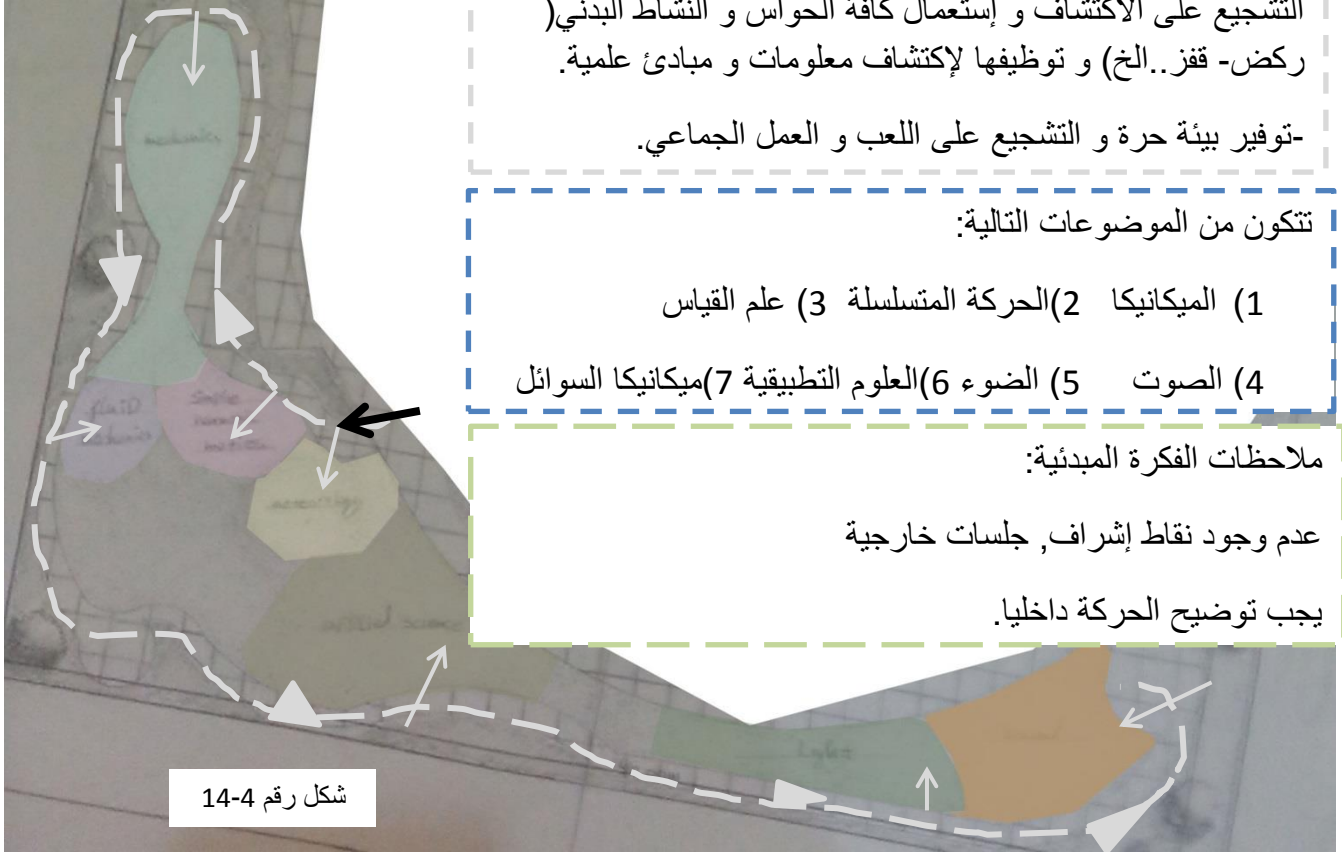 التشجيع على الاكتشاف و إستعمال كافة الحواس و النشاط البدني(
ركض- قفز..الخ) و توظيفها لإكتشاف معلومات و مبادئ علمية.
-توفير بيئة حرة و التشجيع على اللعب و العمل الجماعي.
تتكون من الموضوعات التالية:
1) الميكانيكا 2)الحركة المتسلسلة 3) علم القياس
4) الصوت 5) الضوء 6)العلوم التطبيقية 7)ميكانيكا السوائل
ملاحظات الفكرة المبدئية:
عدم وجود نقاط إشراف, جلسات خارجية
يجب توضيح الحركة داخليا.
mechanics
fluid
Light
شكل رقم 4-14